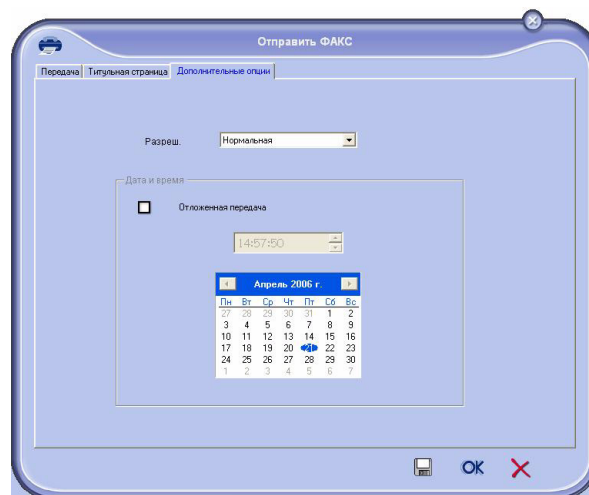 Отправить ФАКС
Передача Титульная страница Дополнительные опции
Разреш. Нормальная
Дата и время
Отложенная передача
14:57:50
Апрель 2006 г.
Пн Вт Ср Чт Пт Сб Вс
27 28 29 30 31 1 2
3 4 5 6 7 8 9
10 11 12 13 14 15 16
17 18 19 20 21 22 23
24 25 26 27 28 29 30
1 2 3 4 5 6 7
OK